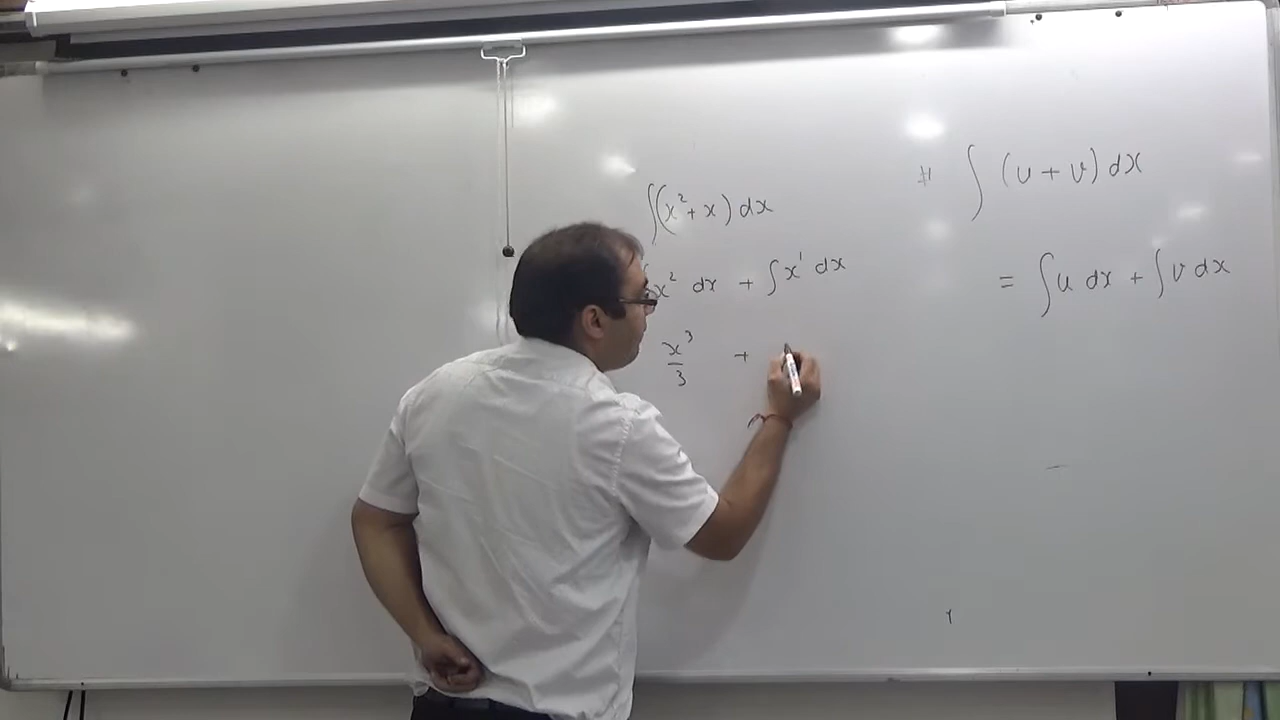 ∫(x² + x) dx
x² dx + ∫x¹ dx
x³/3 +
# ∫ (u + v) dx
= ∫u dx + ∫v dx